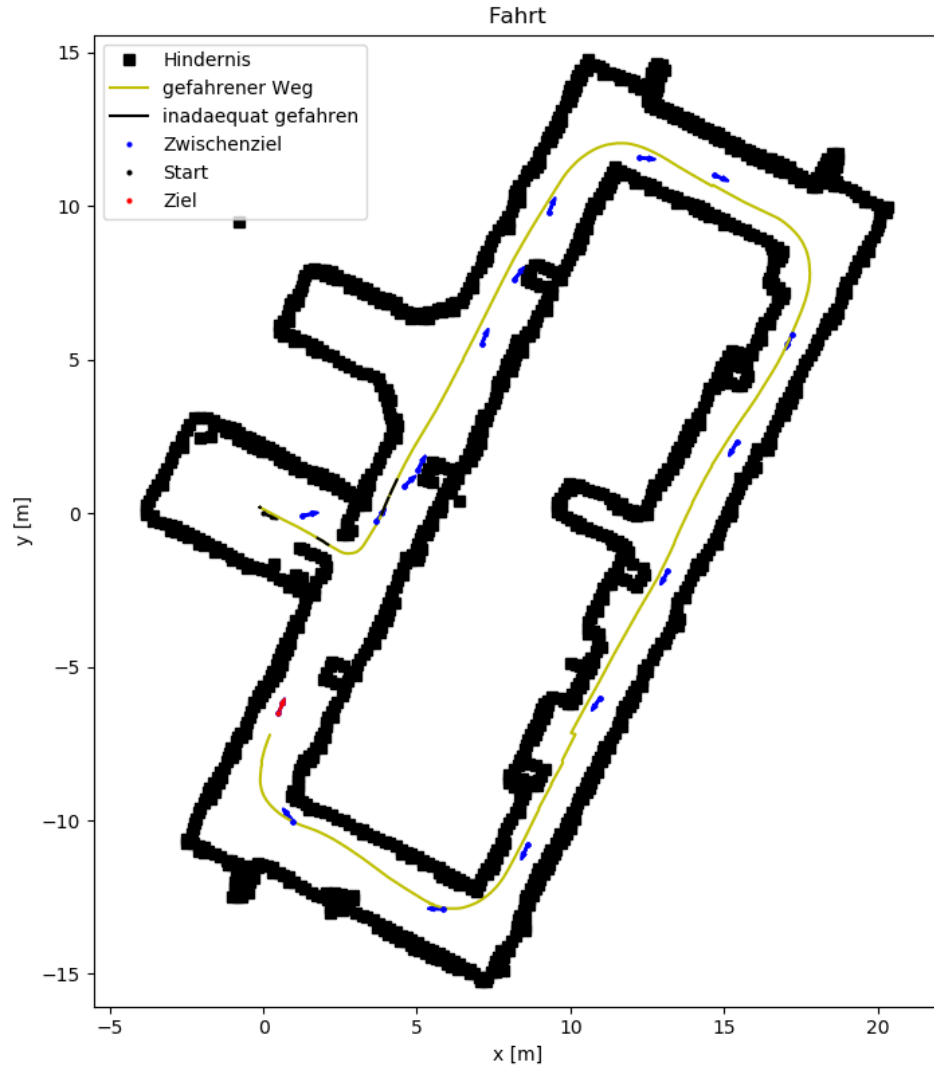 Fahrt
Hindernis
gefahrener Weg
inadaequat gefahren
Zwischenziel
Start
Ziel
15
10
5
0
−5
−10
−15
y [m]
−5
0
5
10
15
20
x [m]